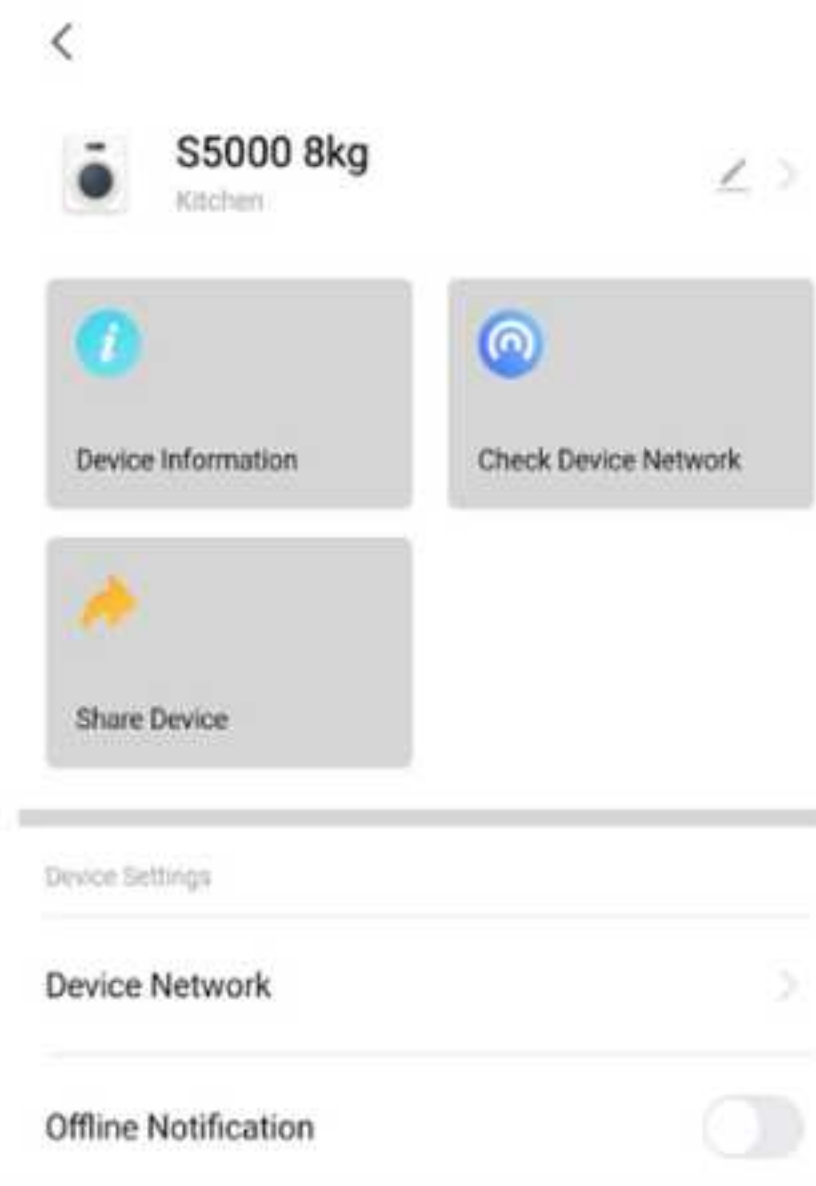 S5000 8kg
Kitchen
Device Information
Check Device Network
Share Device
Device Settings
Device Network
Offline Notification